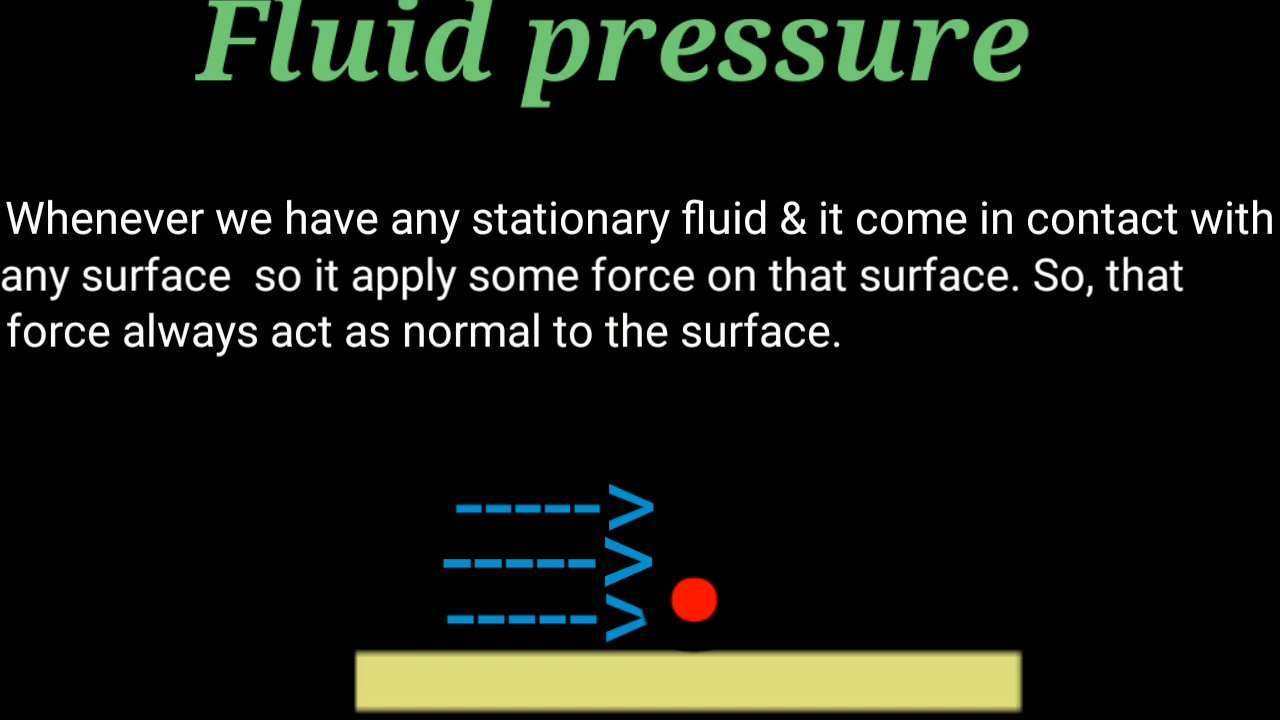 Fluid pressure
Whenever we have any stationary fluid & it come in contact with
any surface  so it apply some force on that surface. So, that
force always act as normal to the surface.
----->
----->
----->